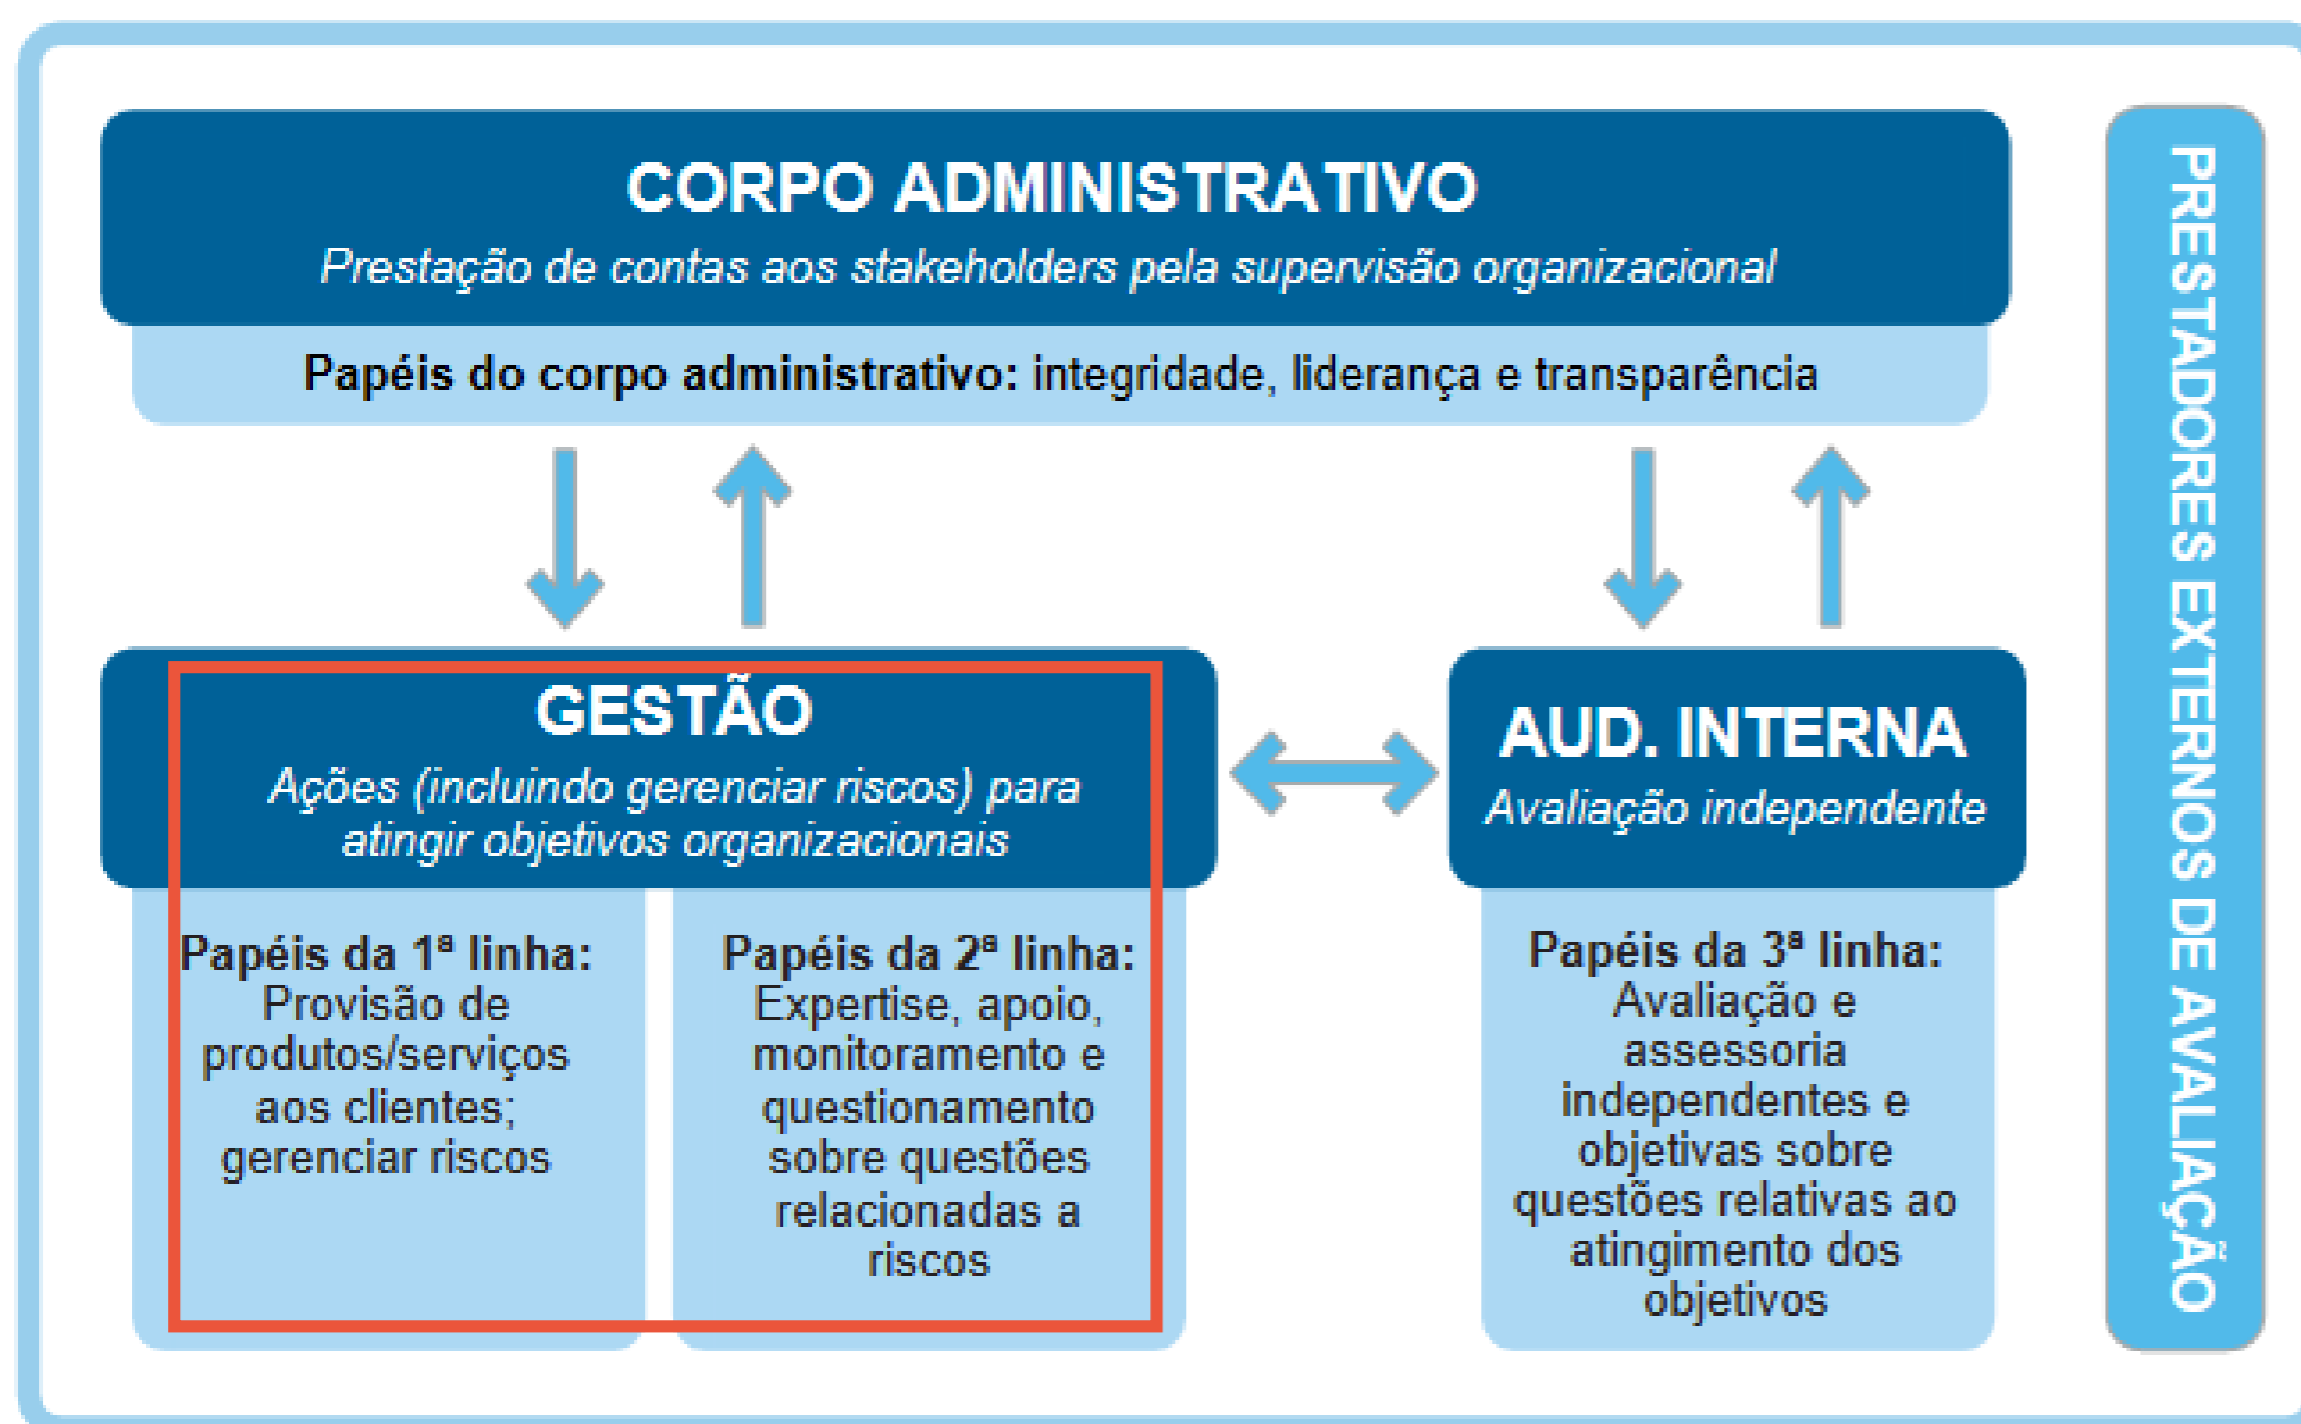 CORPO ADMINISTRATIVO
Prestação de contas aos stakeholders pela supervisão organizacional
Papéis do corpo administrativo: integridade, liderança e transparência
GESTÃO
Ações (incluindo gerenciar riscos) para
atingir objetivos organizacionais
Papéis da 1ª linha:
Provisão de
produtos/serviços
aos clientes;
gerenciar riscos
Papéis da 2ª linha:
Expertise, apoio,
monitoramento e
questionamento
sobre questões
relacionadas a
riscos
AUD. INTERNA
Avaliação independente
Papéis da 3ª linha:
Avaliação e
assessoria
independentes e
objetivas sobre
questões relativas ao
atingimento dos
objetivos
PRESTADORES EXTERNOS DE AVALIAÇÃO